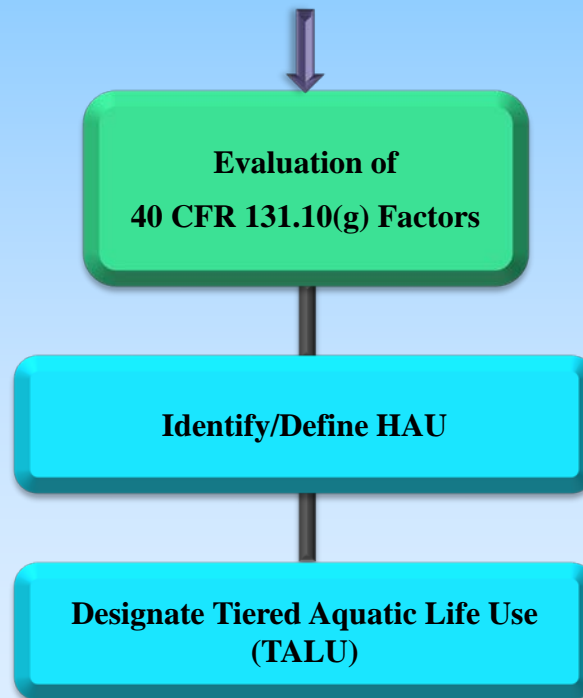 Evaluation of
40 CFR 131.10(g) Factors
Identify/Define HAU
Designate Tiered Aquatic Life Use
(TALU)